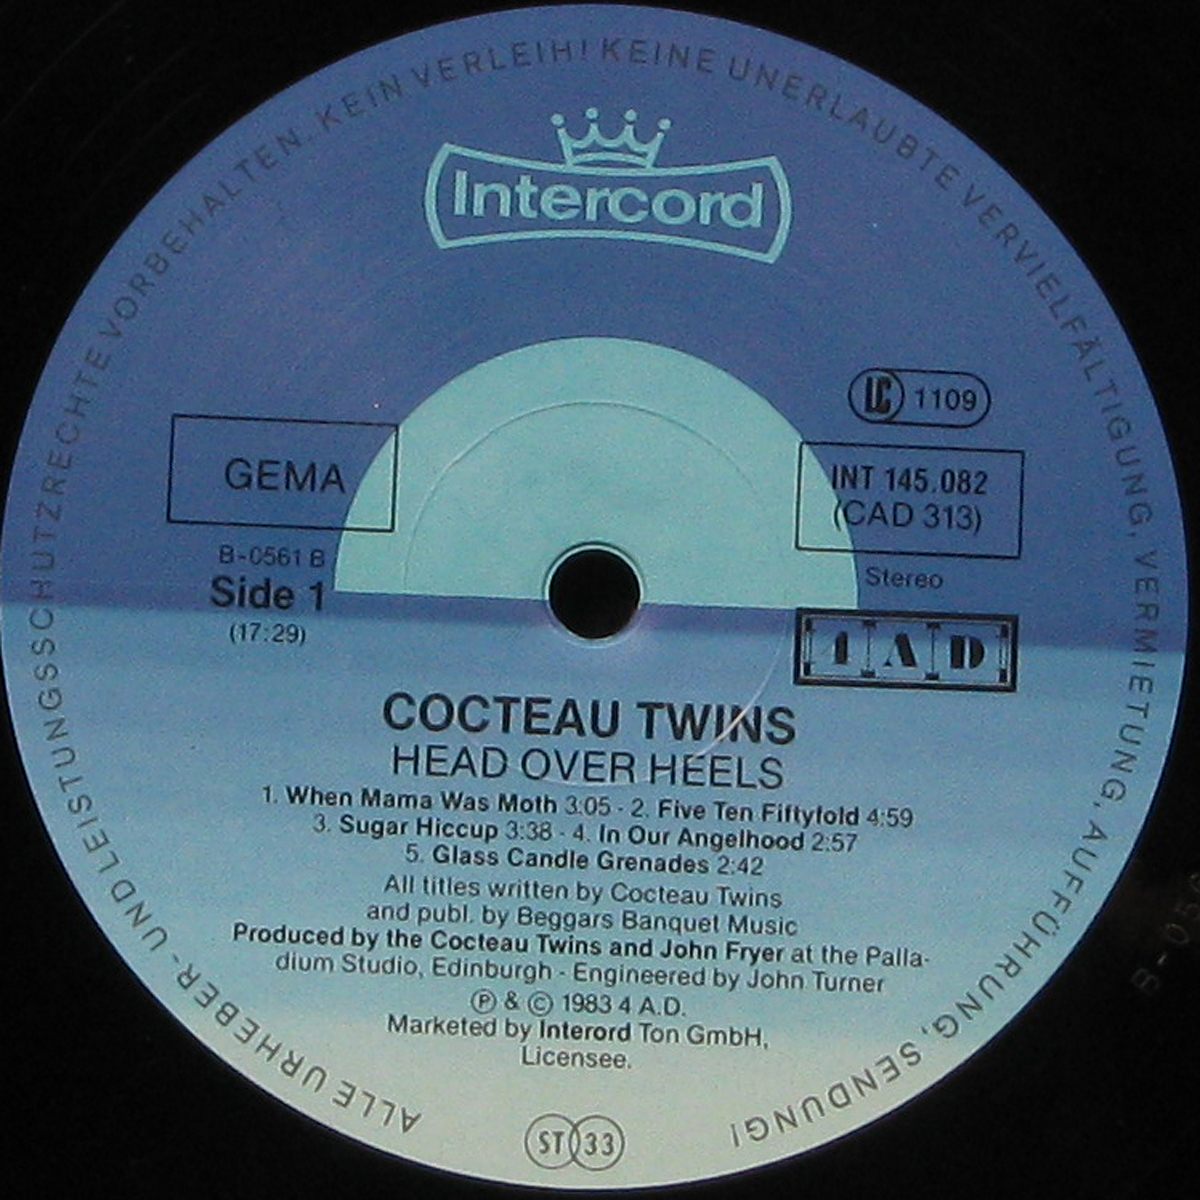 ALLE URHEBER- UND LEISTUNGSSCHUTZRECHTE VORBEHALTEN. KEIN VERLEIH! KEINE UNERLAUBTE VERVIELFÄLTIGUNG, VERMIETUNG, AUFFÜHRUNG, SENDUNG!
Intercord
LC 1109
GEMA
INT 145.082
(CAD 313)
B-0561 B
Side 1
(17:29)
Stereo
4 A D
COCTEAU TWINS
HEAD OVER HEELS
1. When Mama Was Moth 3:05 - 2. Five Ten Fiftyfold 4:59
3. Sugar Hiccup 3:38 - 4. In Our Angelhood 2:57
5. Glass Candle Grenades 2:42
All titles written by Cocteau Twins
and publ. by Beggars Banquet Music
Produced by the Cocteau Twins and John Fryer at the Palla-
dium Studio, Edinburgh - Engineered by John Turner
Ⓟ & © 1983 4 A.D.
Marketed by Interord Ton GmbH,
Licensee.
ST 33